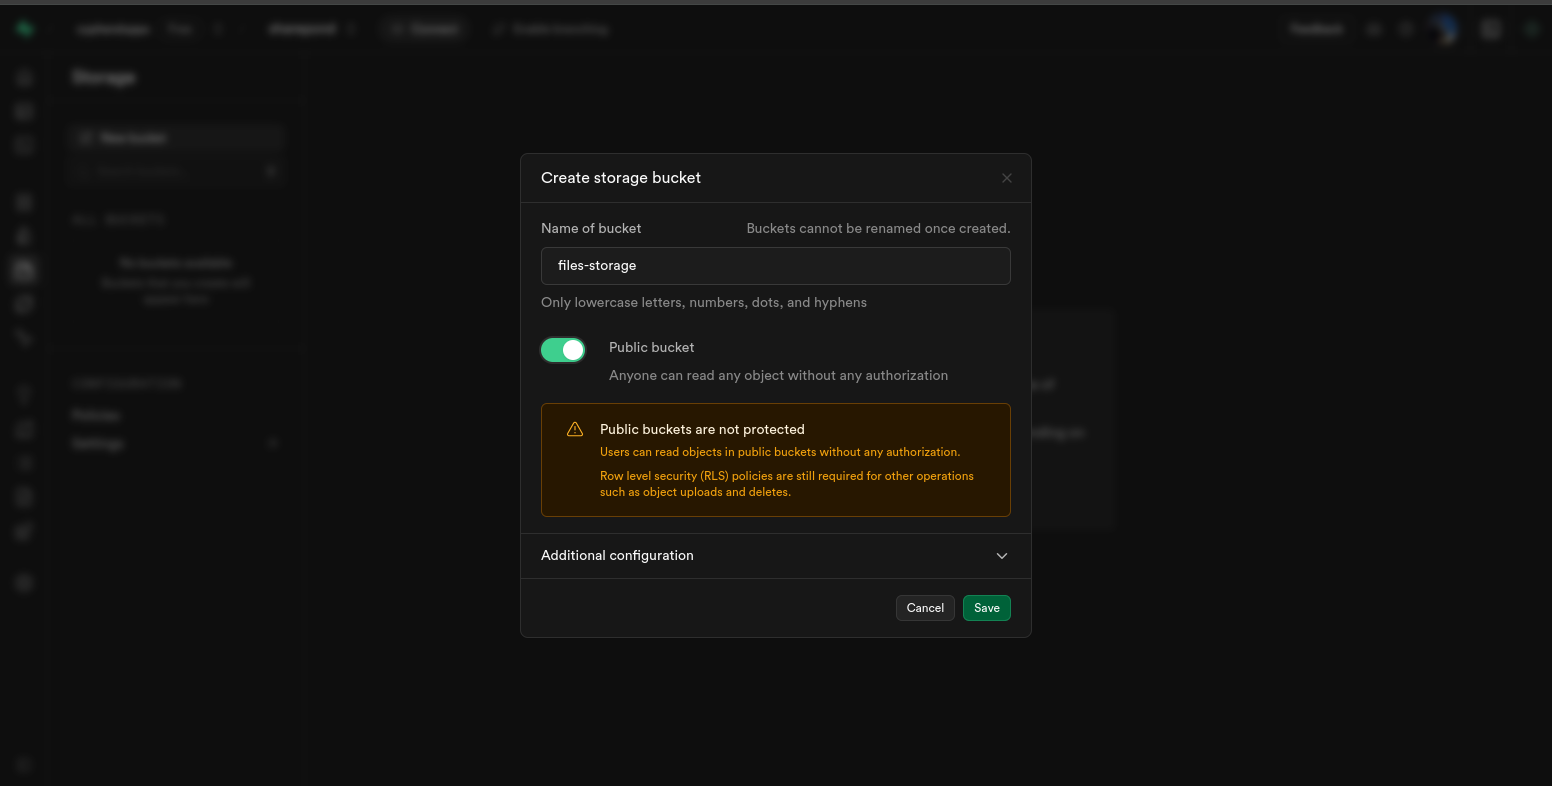 Feedback
Storage
New bucket
ALL BUCKETS
No buckets available
CONFIGURATION
Policies
Settings
Create storage bucket
Name of bucket
Buckets cannot be renamed once created.
files-storage
Only lowercase letters, numbers, dots, and hyphens
Public bucket
Anyone can read any object without any authorization
Public buckets are not protected
Users can read objects in public buckets without any authorization.
Row level security (RLS) policies are still required for other operations
such as object uploads and deletes.
Additional configuration
Cancel
Save